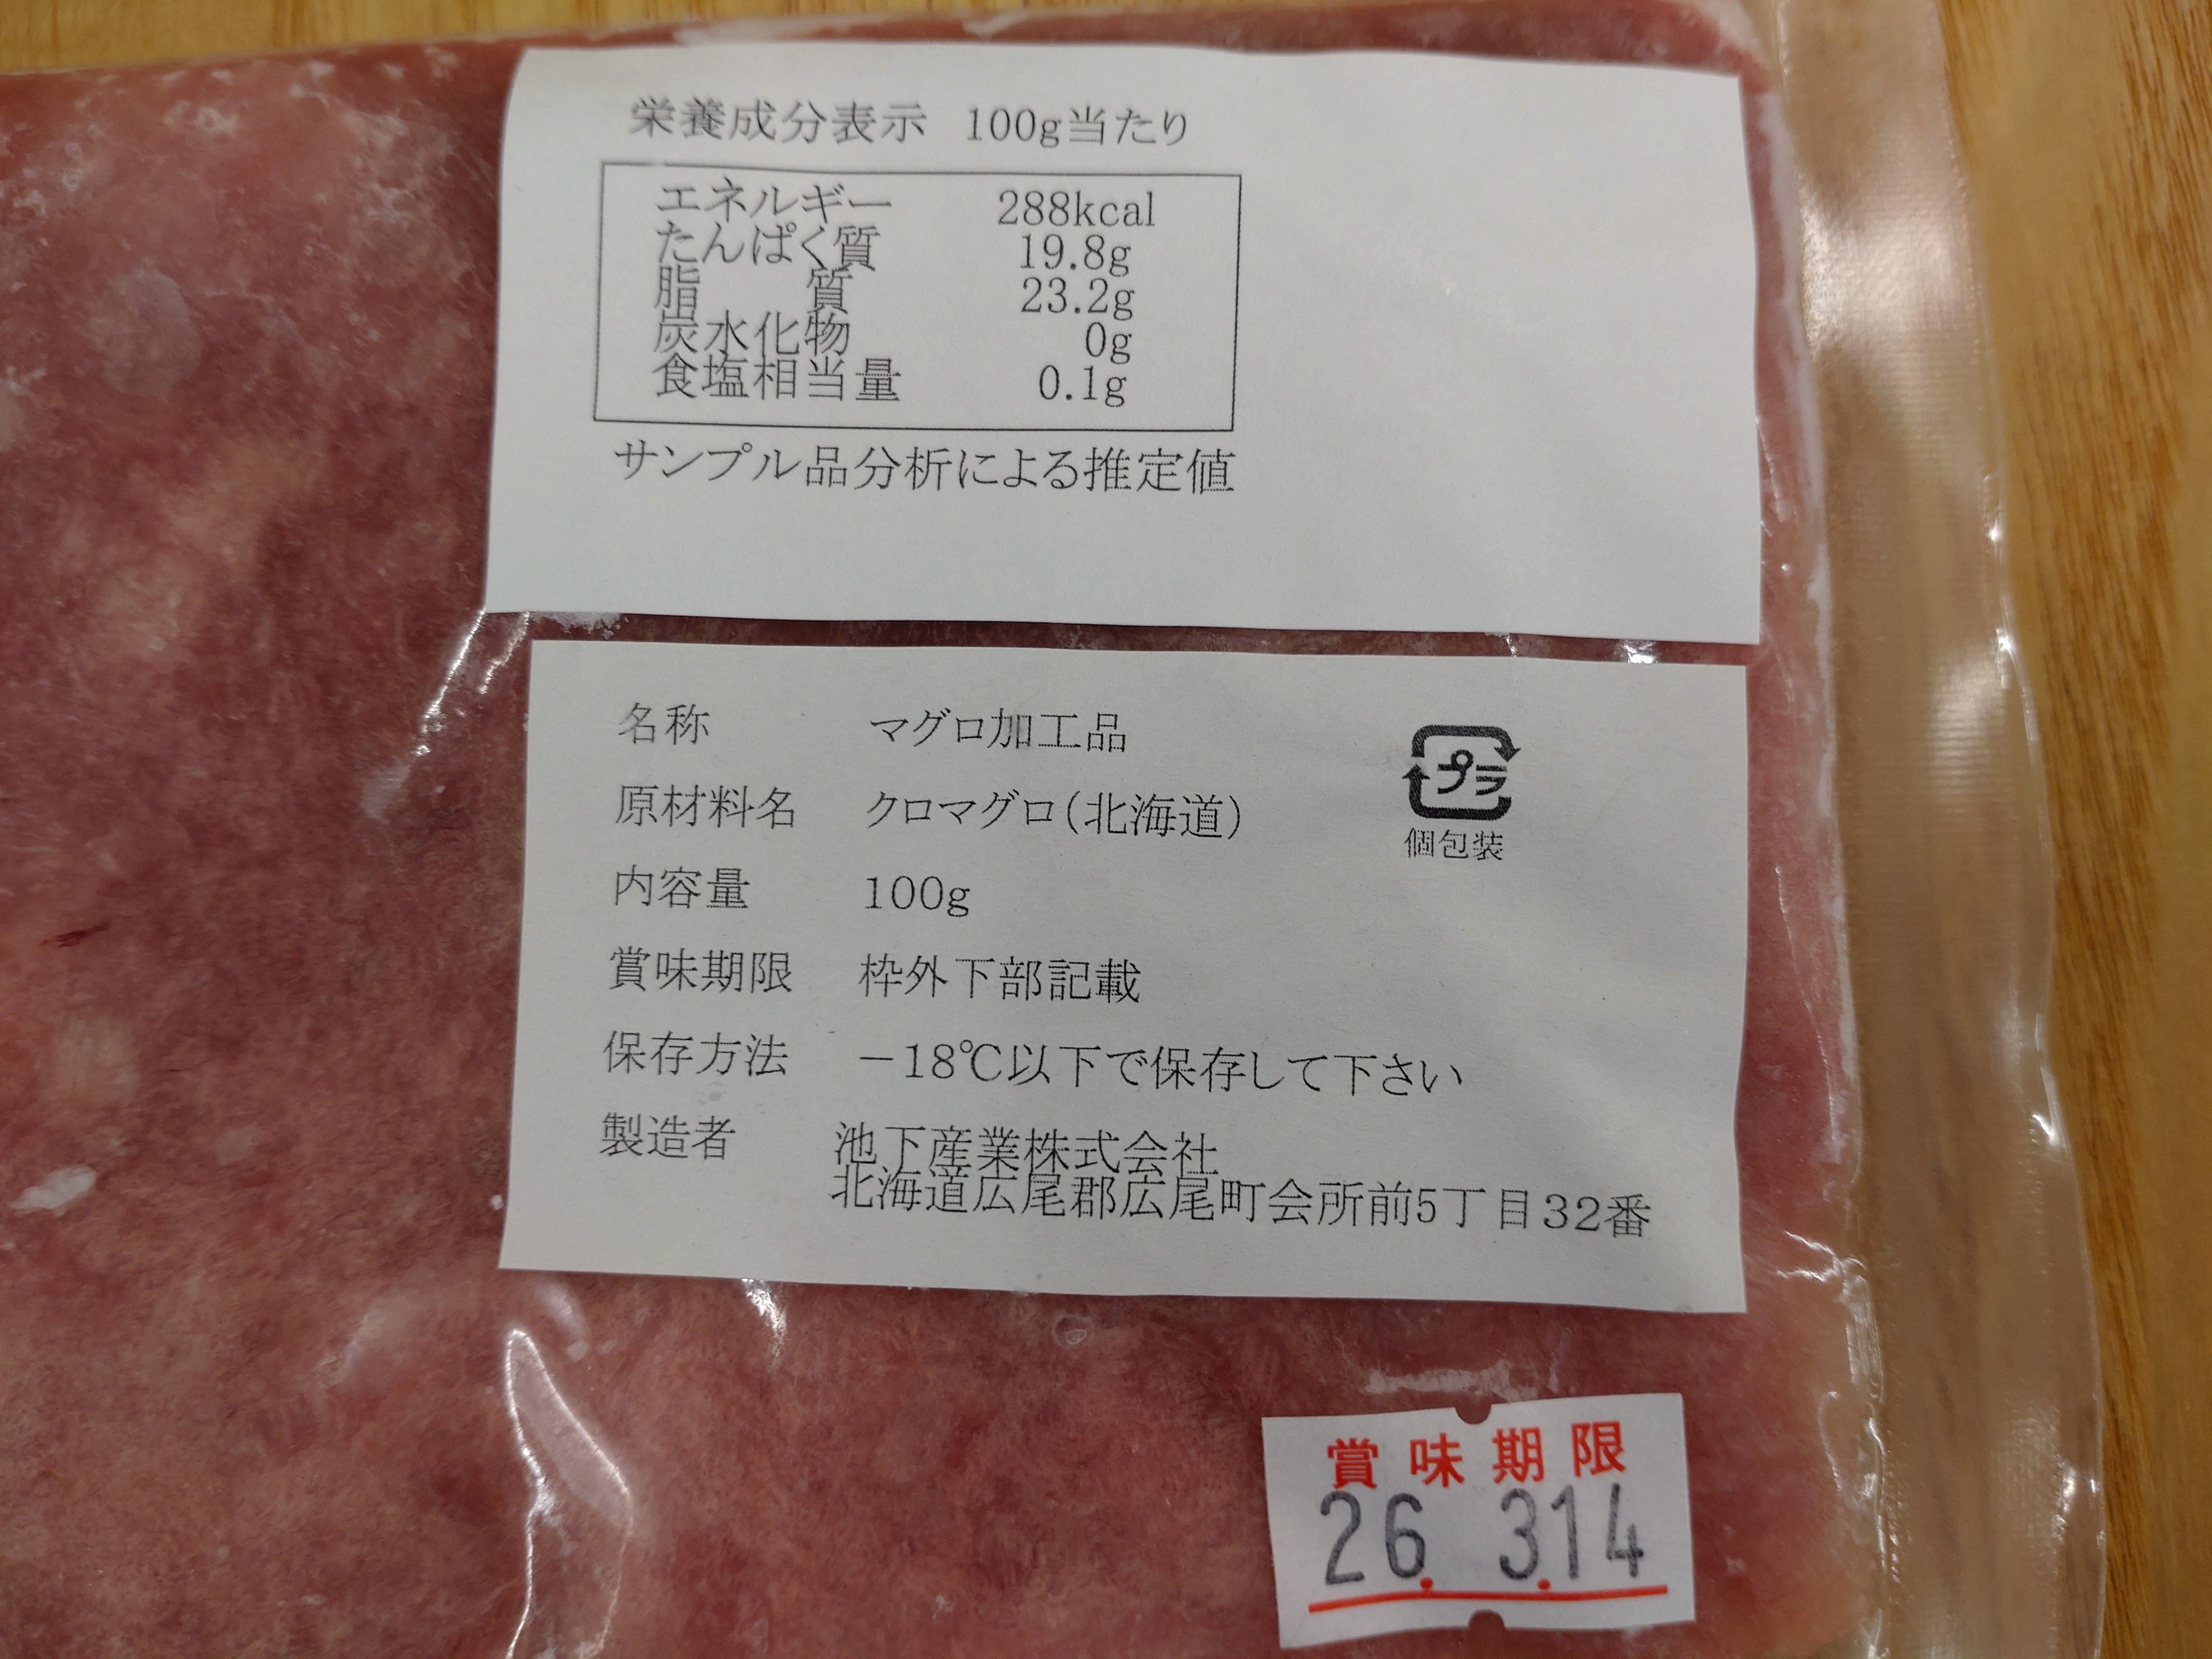 栄養成分表示 100g当たり
エネルギー 288kcal
たんぱく質 19.8g
脂質 23.2g
炭水化物 0g
食塩相当量 0.1g
サンプル品分析による推定値
名称 マグロ加工品
プラ
原材料名 クロマグロ(北海道)
個包装
内容量 100g
賞味期限 枠外下部記載
保存方法 -18℃以下で保存して下さい
製造者 池下産業株式会社
北海道広尾郡広尾町会所前5丁目32番
賞味期限
26. 3.14